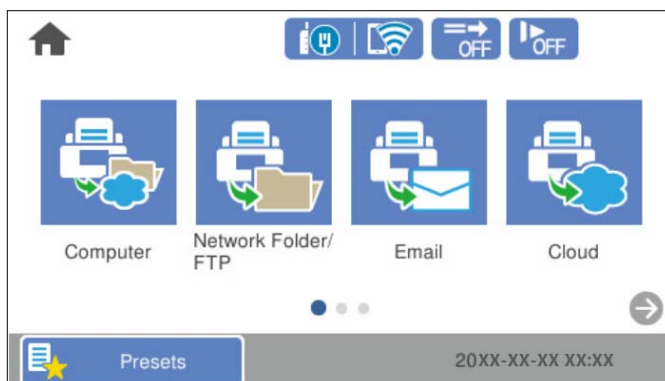 OFF
OFF
Computer
Network Folder/
FTP
Email
Cloud
Presets
20XX-XX-XX XX:XX